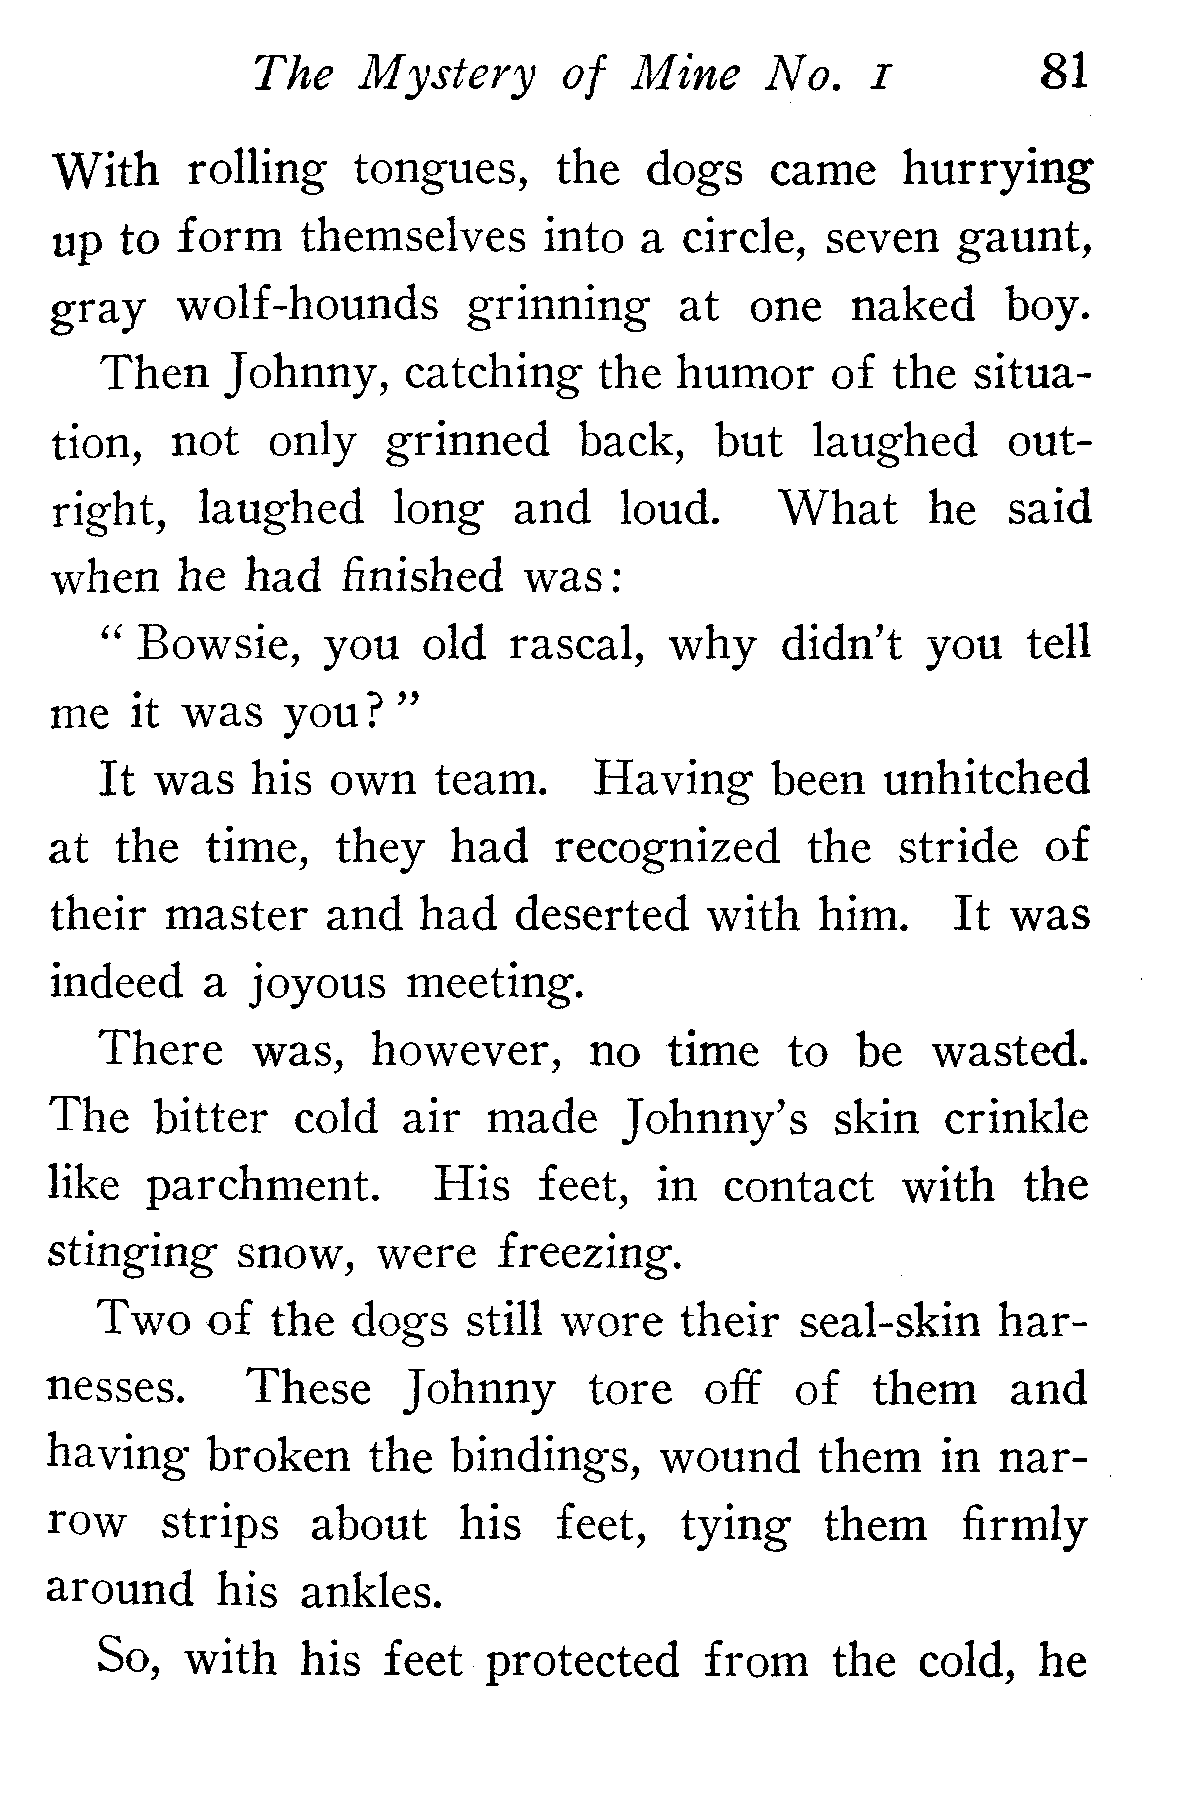 The Mystery of Mine No. 1 81
With rolling tongues, the dogs came hurrying
up to form themselves into a circle, seven gaunt,
gray wolf-hounds grinning at one naked boy.
Then Johnny, catching the humor of the situa-
tion, not only grinned back, but laughed out-
right, laughed long and loud. What he said
when he had finished was:
“ Bowsie, you old rascal, why didn’t you tell
me it was you? ”
It was his own team. Having been unhitched
at the time, they had recognized the stride of
their master and had deserted with him. It was
indeed a joyous meeting.
There was, however, no time to be wasted.
The bitter cold air made Johnny’s skin crinkle
like parchment. His feet, in contact with the
stinging snow, were freezing.
Two of the dogs still wore their seal-skin har-
nesses. These Johnny tore off of them and
having broken the bindings, wound them in nar-
row strips about his feet, tying them firmly
around his ankles.
So, with his feet protected from the cold, he